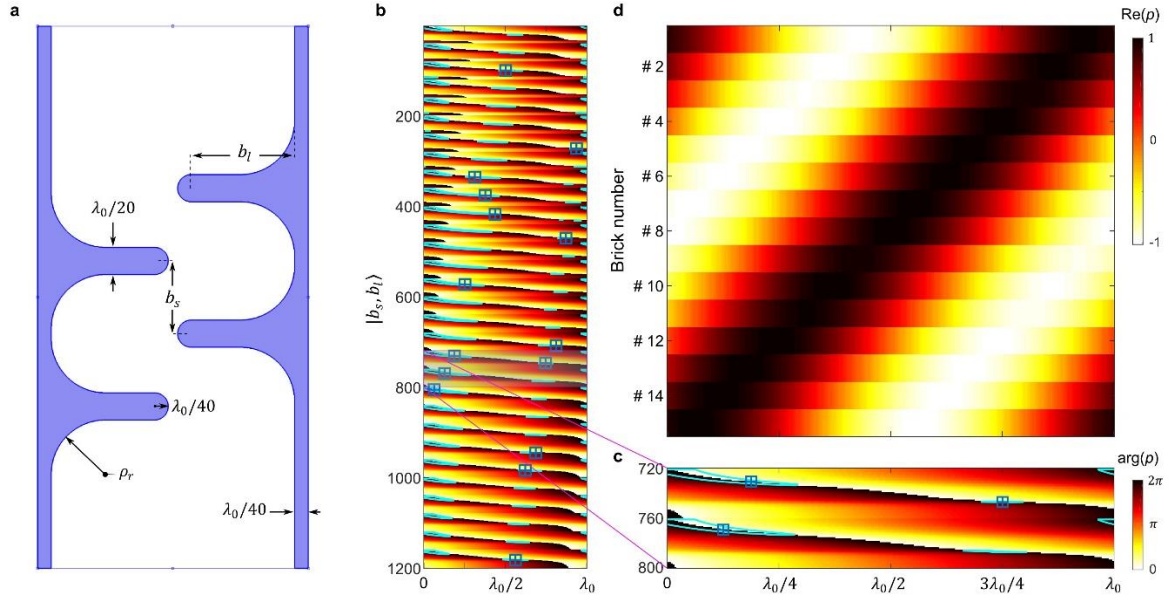 a
b_l
λ₀/20
b_s
λ₀/40
ρ_r
λ₀/40
b
200
400
600
800
1000
1200
|b_s, b_l⟩
0
λ₀/2
λ₀
d
Re(p)
1
-1
Brick number
# 2
# 4
# 6
# 8
# 10
# 12
# 14
c
arg(p)
2π
π
0
720
760
800
0
λ₀/4
λ₀/2
3λ₀/4
λ₀